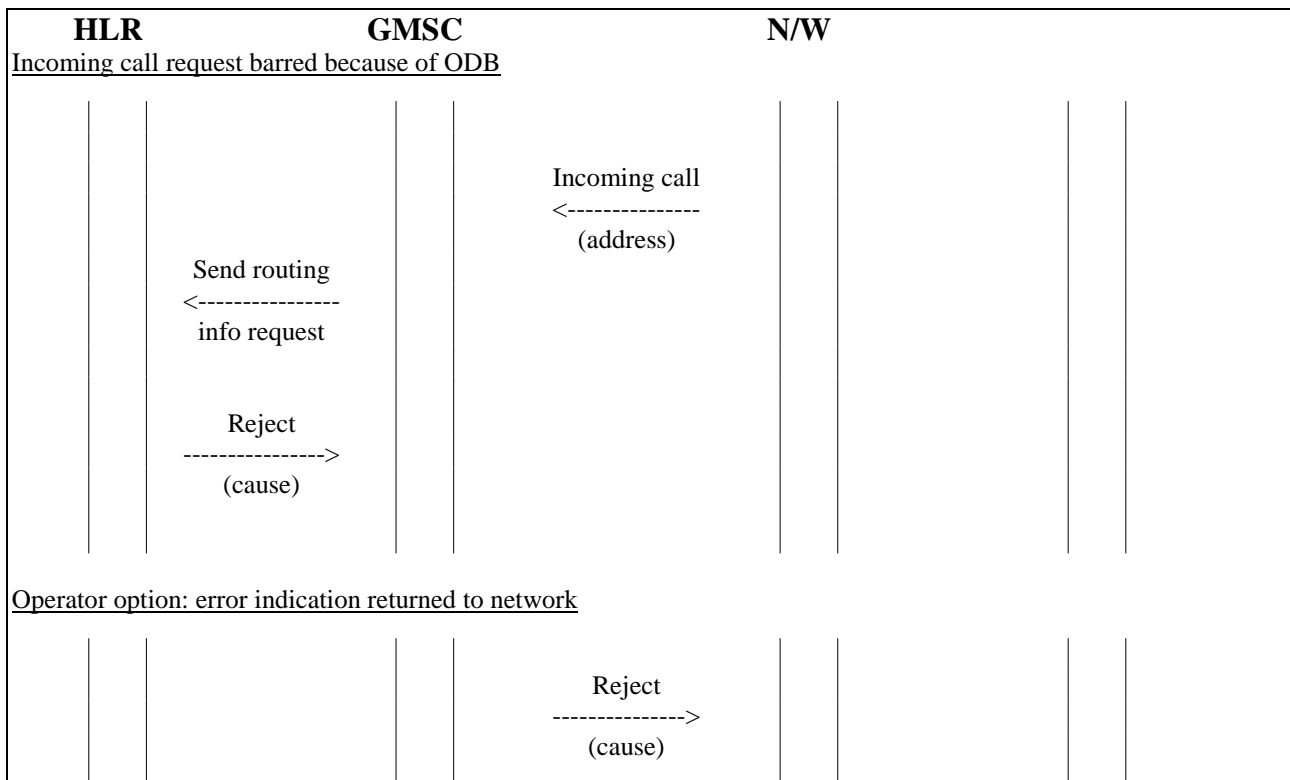 HLR GMSC N/W
Incoming call request barred because of ODB
Incoming call
<---------------
(address)
Send routing
<----------------
info request
Reject
---------------->
(cause)
Operator option: error indication returned to network
Reject
--------------->
(cause)